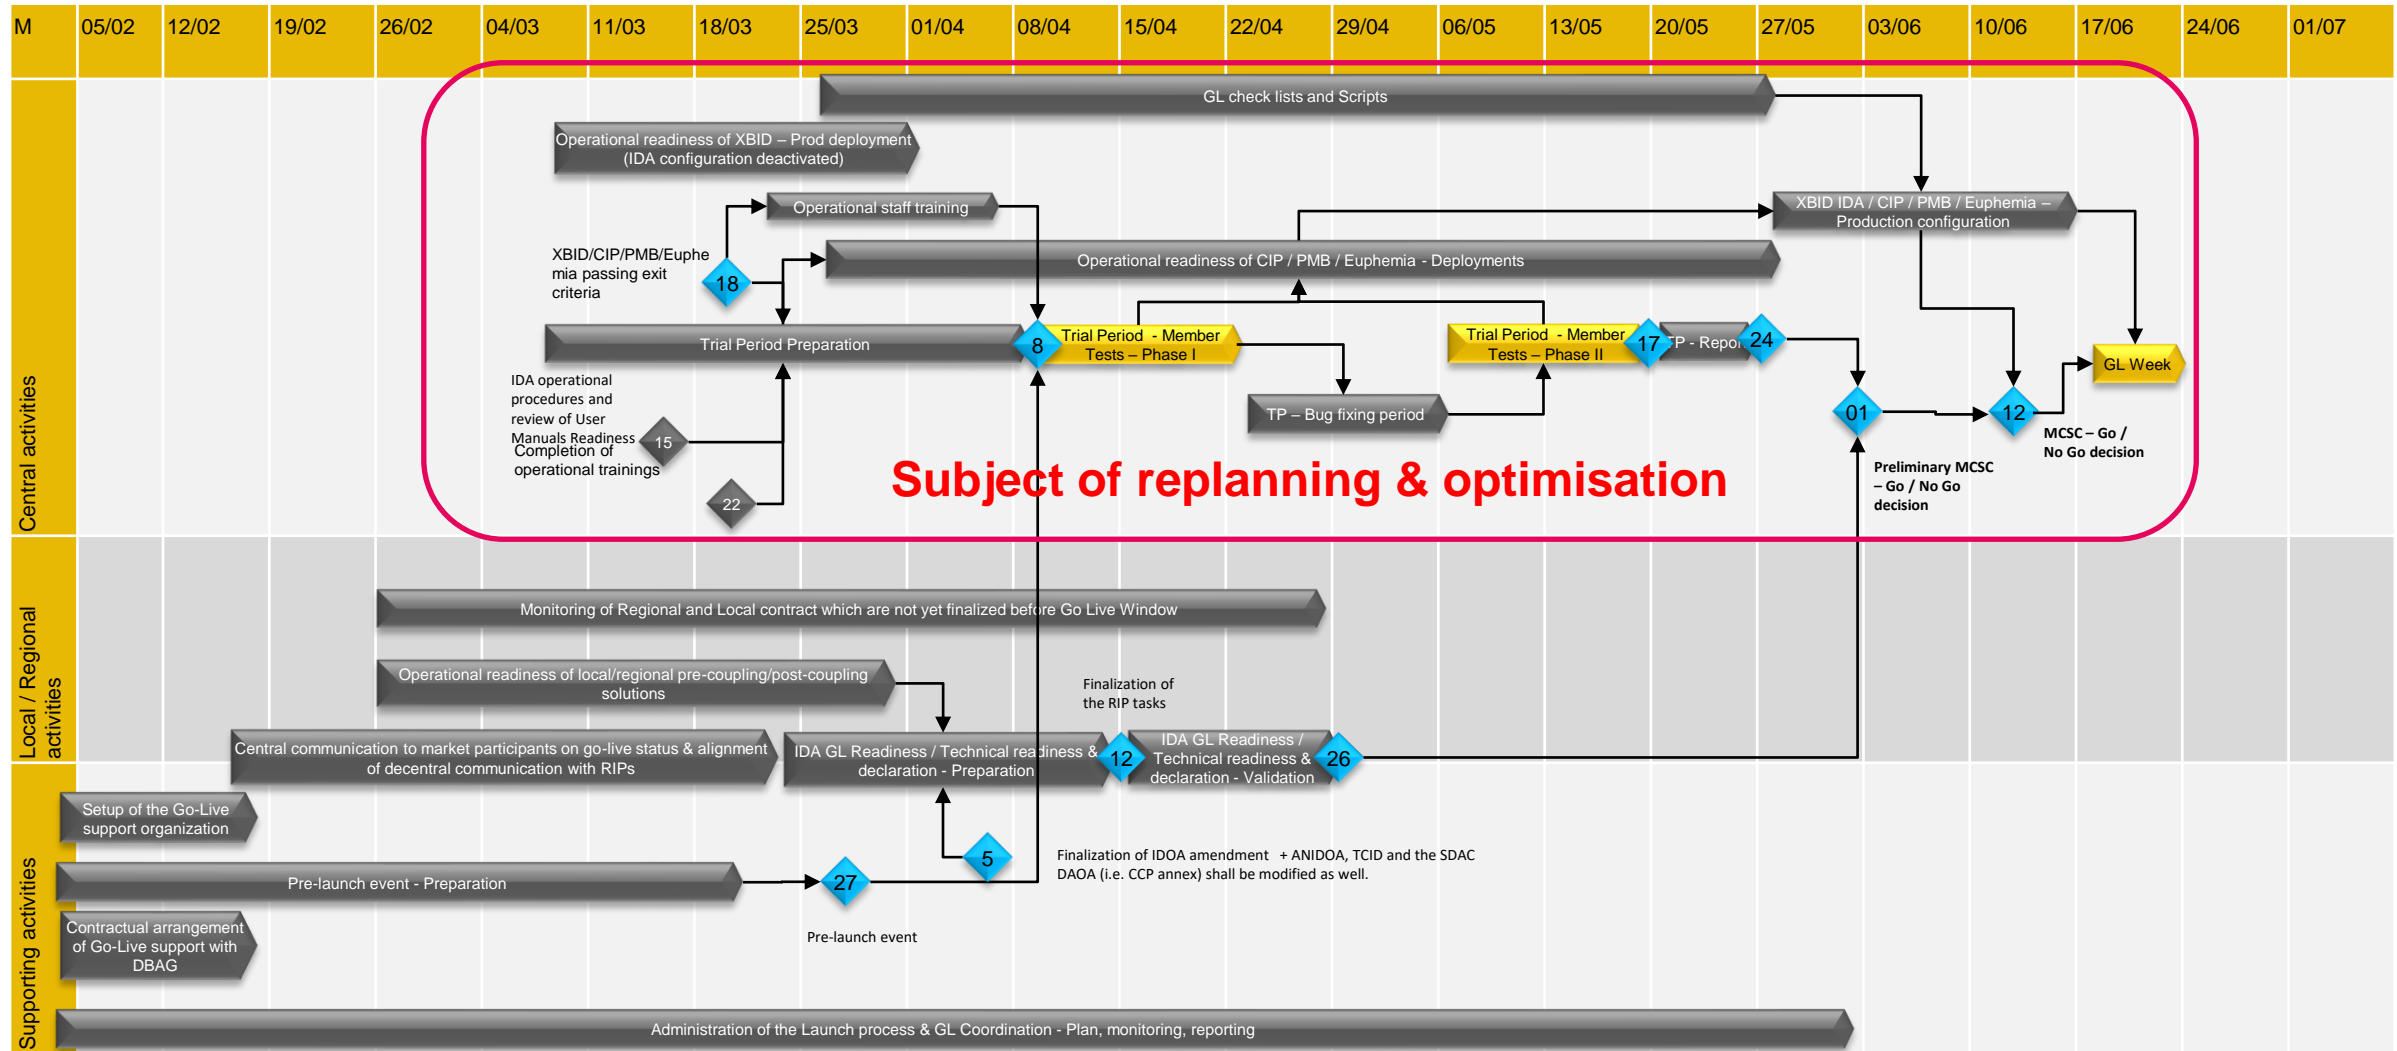 M 05/02 12/02 19/02 26/02 04/03 11/03 18/03 25/03 01/04 08/04 15/04 22/04 29/04 06/05 13/05 20/05 27/05 03/06 10/06 17/06 24/06 01/07
Central activities
GL check lists and Scripts
Operational readiness of XBID – Prod deployment
(IDA configuration deactivated)
Operational staff training
XBID IDA / CIP / PMB / Euphemia –
Production configuration
XBID/CIP/PMB/Euphe
mia passing exit
criteria
18
Operational readiness of CIP / PMB / Euphemia - Deployments
Trial Period Preparation
8
Trial Period - Member
Tests – Phase I
Trial Period - Member
Tests – Phase II
17
TP - Repor
24
GL Week
IDA operational
procedures and
review of User
Manuals Readiness
15
Completion of
operational trainings
22
TP – Bug fixing period
01
12
MCSC – Go /
No Go decision
Preliminary MCSC
– Go / No Go
decision
Subject of replanning & optimisation
Local / Regional
activities
Monitoring of Regional and Local contract which are not yet finalized before Go Live Window
Operational readiness of local/regional pre-coupling/post-coupling
solutions
Finalization of
the RIP tasks
Central communication to market participants on go-live status & alignment
of decentral communication with RIPs
IDA GL Readiness / Technical readiness &
declaration - Preparation
12
IDA GL Readiness /
Technical readiness &
declaration - Validation
26
Supporting activities
Setup of the Go-Live
support organization
5
Finalization of IDOA amendment + ANIDOA, TCID and the SDAC
DAOA (i.e. CCP annex) shall be modified as well.
Pre-launch event - Preparation
27
Pre-launch event
Contractual arrangement
of Go-Live support with
DBAG
Administration of the Launch process & GL Coordination - Plan, monitoring, reporting